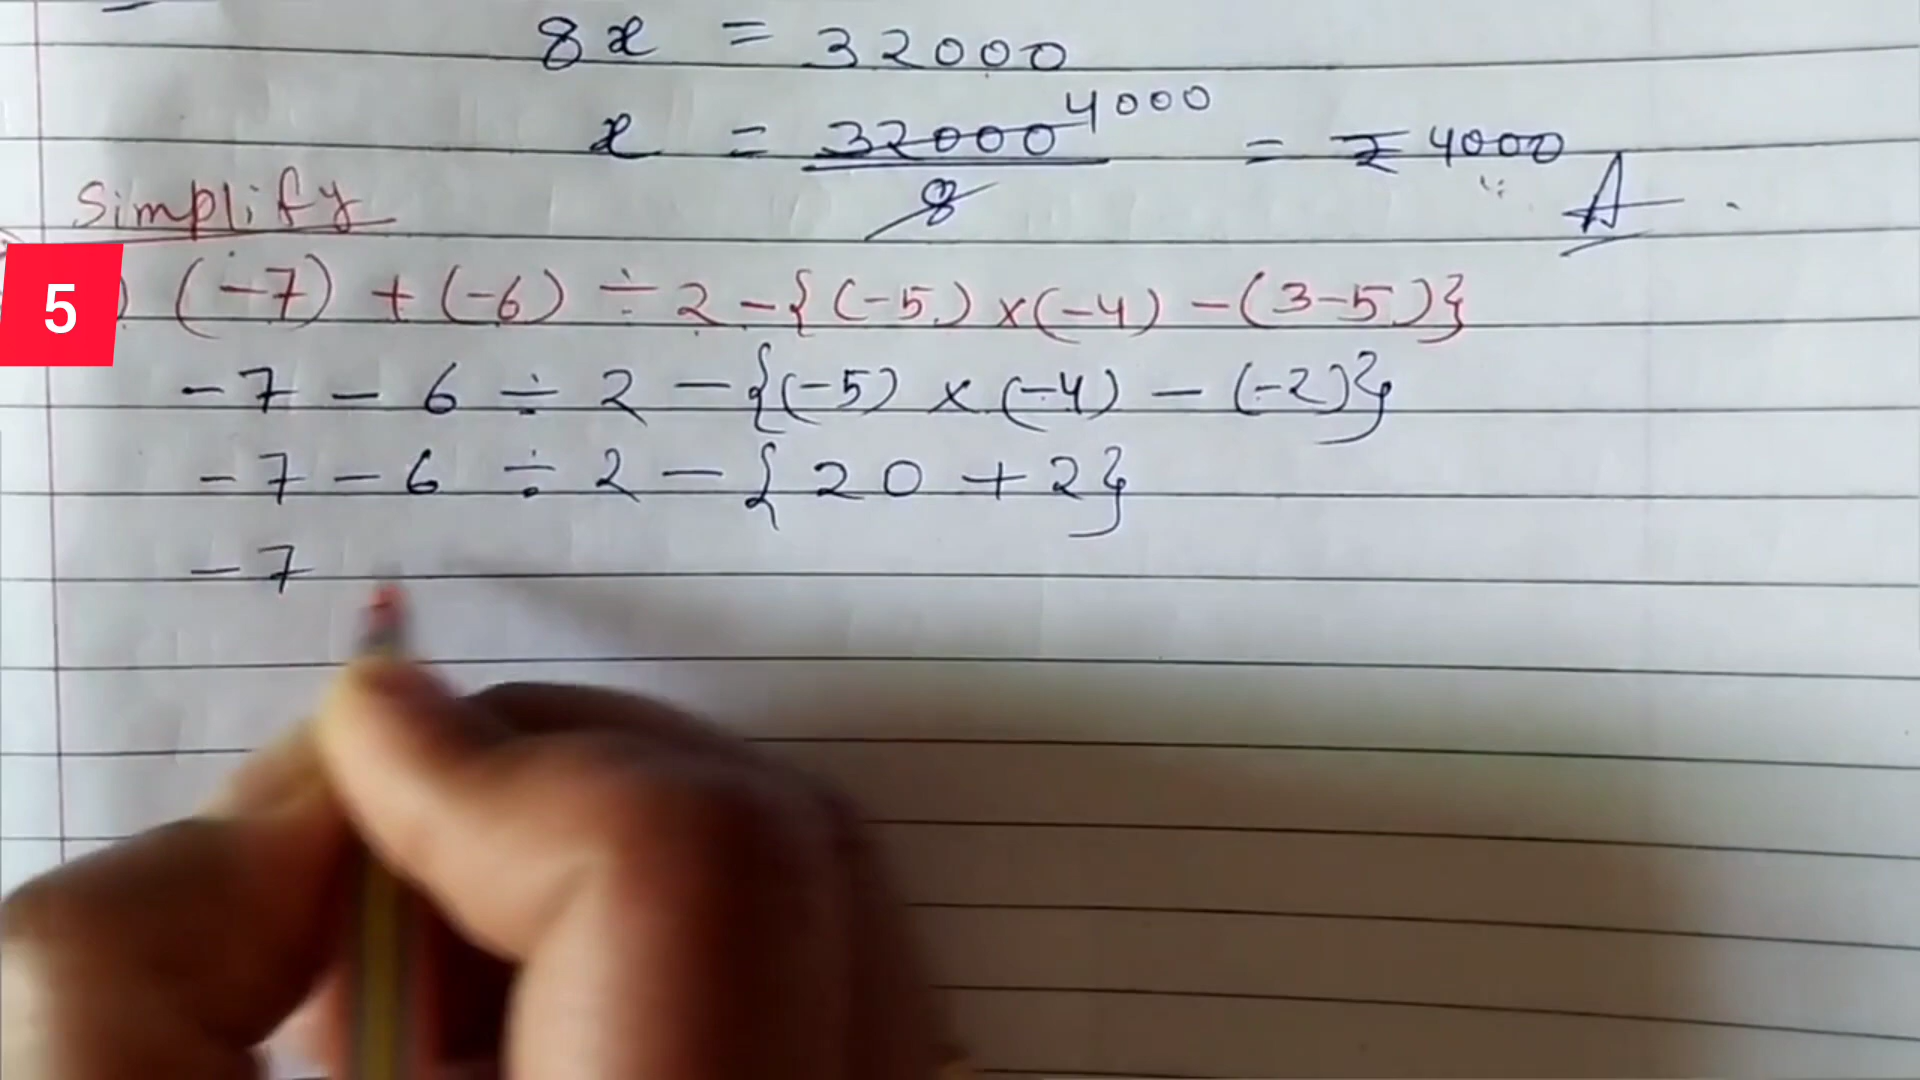 8x = 32000
x = 32000/8 4000 = ₹ 4000 A.
Simplify
5 ) (-7) + (-6) ÷ 2 - {(-5) × (-4) - (3-5)}
-7 - 6 ÷ 2 - {(-5) × (-4) - (-2)}
-7 - 6 ÷ 2 - {20 + 2}
-7